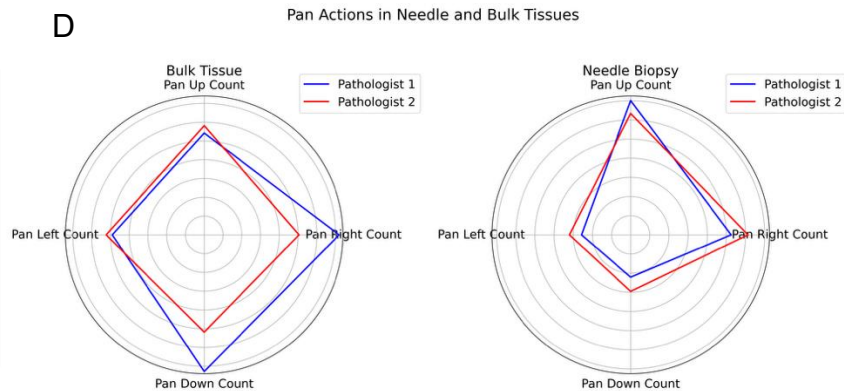 Pan Actions in Needle and Bulk Tissues
D
Bulk Tissue
Pan Up Count
Pathologist 1
Pathologist 2
Pan Left Count
Pan Right Count
Pan Down Count
Needle Biopsy
Pan Up Count
Pathologist 1
Pathologist 2
Pan Left Count
Pan Right Count
Pan Down Count